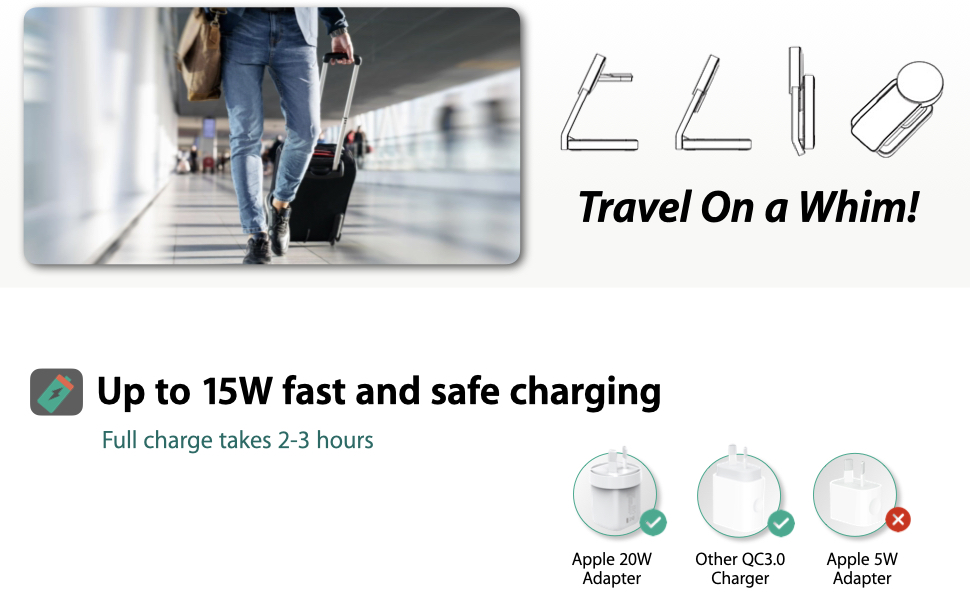 Travel On a Whim!
Up to 15W fast and safe charging
Full charge takes 2-3 hours
Apple 20W
Adapter
Other QC3.0
Charger
Apple 5W
Adapter